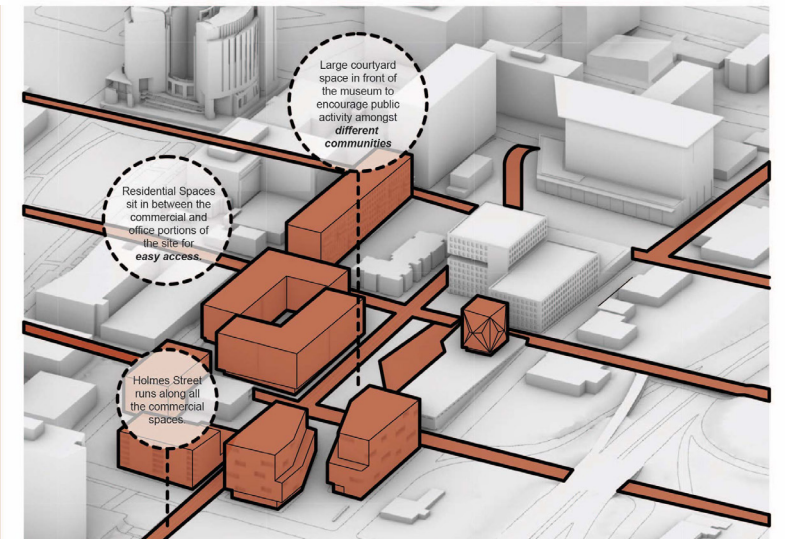 Large courtyard
space in front of
the museum to
encourage public
activity amongst
different
communities
Residential Spaces
sit in between the
commercial and
office portions of
the site for
easy access.
Holmes Street
runs along all
the commercial
spaces.